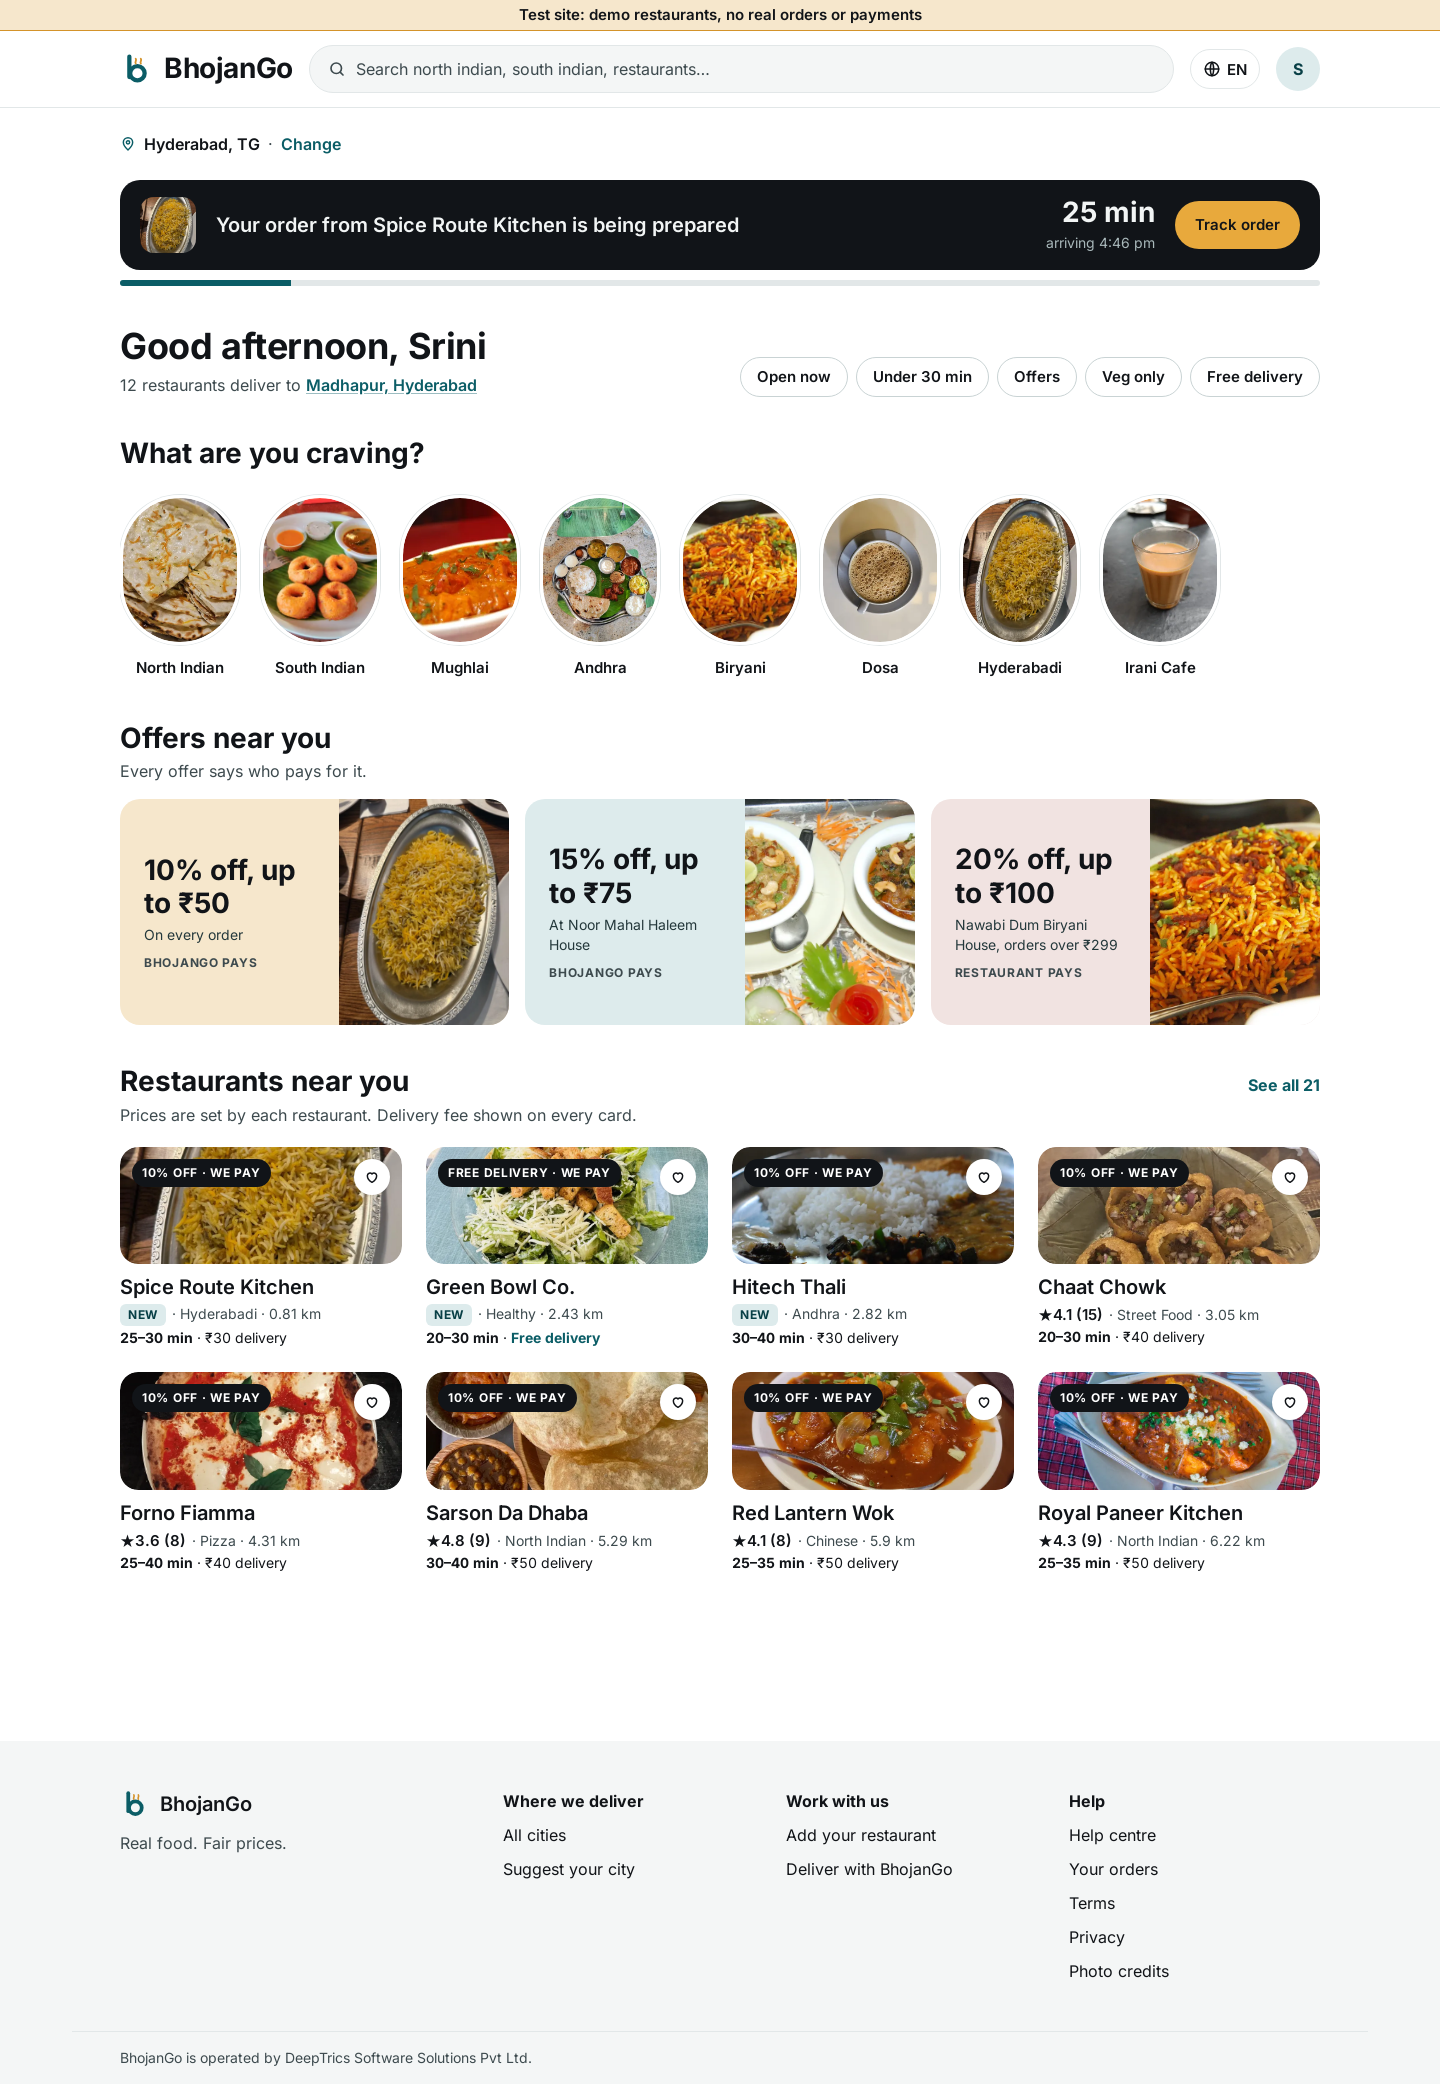 Test site: demo restaurants, no real orders or payments
BhojanGo
Search north indian, south indian, restaurants...
EN
S
Hyderabad, TG · Change
Your order from Spice Route Kitchen is being prepared
25 min
arriving 4:46 pm
Track order
Good afternoon, Srini
12 restaurants deliver to Madhapur, Hyderabad
Open now
Under 30 min
Offers
Veg only
Free delivery
What are you craving?
North Indian
South Indian
Mughlai
Andhra
Biryani
Dosa
Hyderabadi
Irani Cafe
Offers near you
Every offer says who pays for it.
10% off, up
to ₹50
On every order
BHOJANGO PAYS
15% off, up
to ₹75
At Noor Mahal Haleem
House
BHOJANGO PAYS
20% off, up
to ₹100
Nawabi Dum Biryani
House, orders over ₹299
RESTAURANT PAYS
Restaurants near you
See all 21
Prices are set by each restaurant. Delivery fee shown on every card.
10% OFF · WE PAY
Spice Route Kitchen
NEW · Hyderabadi · 0.81 km
25–30 min · ₹30 delivery
FREE DELIVERY · WE PAY
Green Bowl Co.
NEW · Healthy · 2.43 km
20–30 min · Free delivery
10% OFF · WE PAY
Hitech Thali
NEW · Andhra · 2.82 km
30–40 min · ₹30 delivery
10% OFF · WE PAY
Chaat Chowk
★4.1 (15) · Street Food · 3.05 km
20–30 min · ₹40 delivery
10% OFF · WE PAY
Forno Fiamma
★3.6 (8) · Pizza · 4.31 km
25–40 min · ₹40 delivery
10% OFF · WE PAY
Sarson Da Dhaba
★4.8 (9) · North Indian · 5.29 km
30–40 min · ₹50 delivery
10% OFF · WE PAY
Red Lantern Wok
★4.1 (8) · Chinese · 5.9 km
25–35 min · ₹50 delivery
10% OFF · WE PAY
Royal Paneer Kitchen
★4.3 (9) · North Indian · 6.22 km
25–35 min · ₹50 delivery
BhojanGo
Real food. Fair prices.
Where we deliver
All cities
Suggest your city
Work with us
Add your restaurant
Deliver with BhojanGo
Help
Help centre
Your orders
Terms
Privacy
Photo credits
BhojanGo is operated by DeepTrics Software Solutions Pvt Ltd.